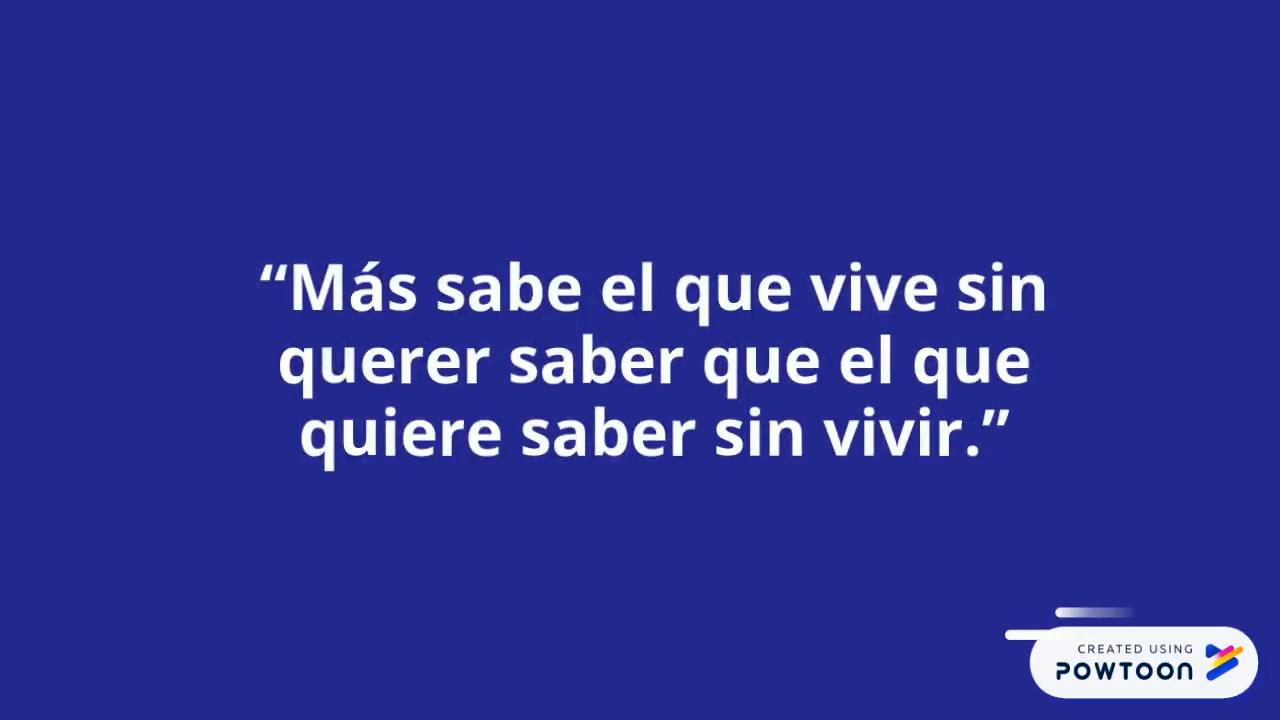 “Más sabe el que vive sin
querer saber que el que
quiere saber sin vivir.”
CREATED USING
POWTOON